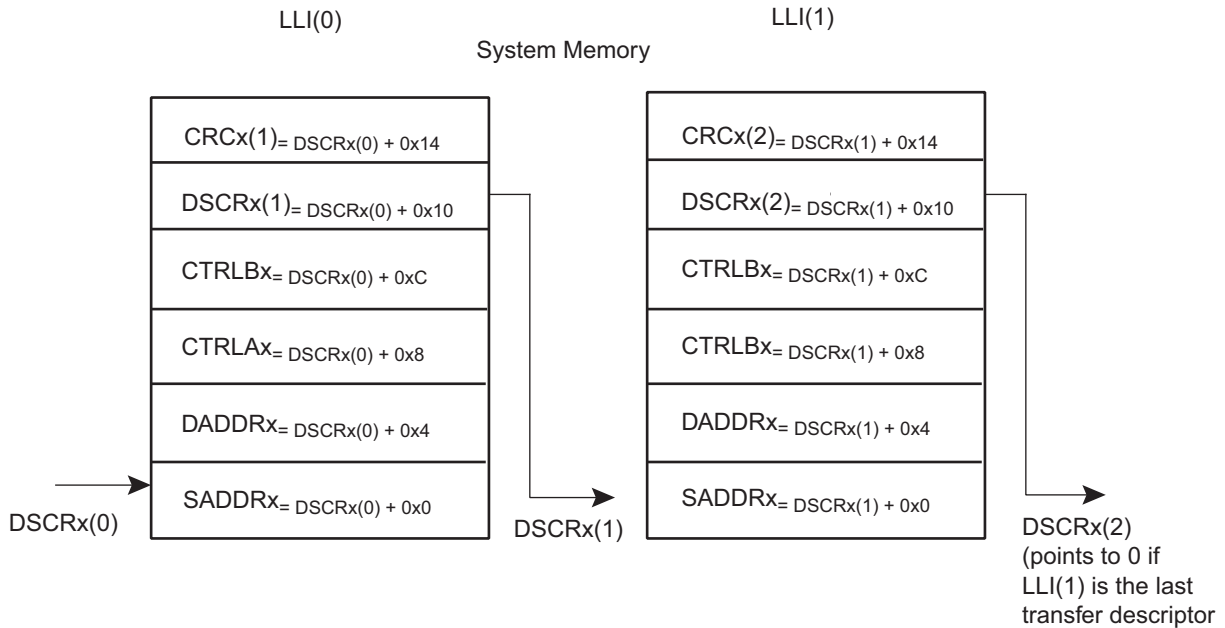 LLI(0)
LLI(1)
System Memory
CRCx(1)= DSCRx(0) + 0x14
DSCRx(1)= DSCRx(0) + 0x10
CTRLBx= DSCRx(0) + 0xC
CTRLAx= DSCRx(0) + 0x8
DADDRx= DSCRx(0) + 0x4
SADDRx= DSCRx(0) + 0x0
DSCRx(0)
DSCRx(1)
CRCx(2)= DSCRx(1) + 0x14
DSCRx(2)= DSCRx(1) + 0x10
CTRLBx= DSCRx(1) + 0xC
CTRLBx= DSCRx(1) + 0x8
DADDRx= DSCRx(1) + 0x4
SADDRx= DSCRx(1) + 0x0
DSCRx(2)
(points to 0 if
LLI(1) is the last
transfer descriptor